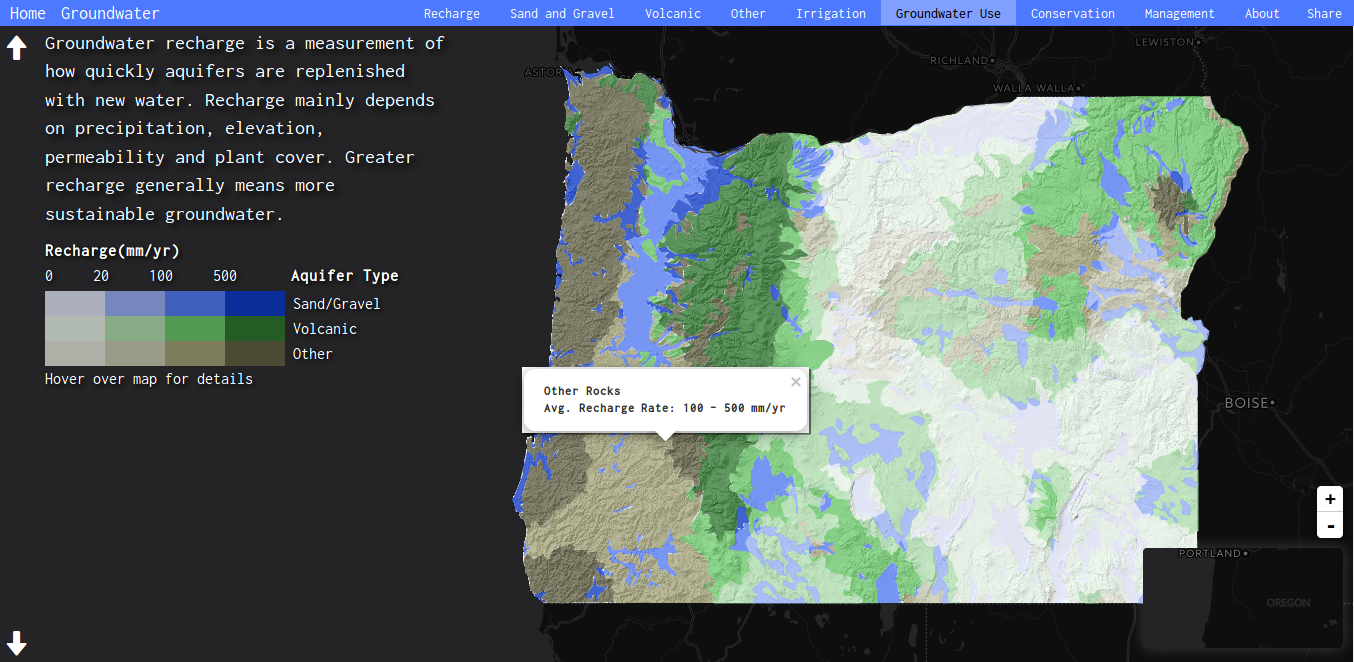 Home Groundwater Recharge Sand and Gravel Volcanic Other Irrigation Groundwater Use Conservation Management About Share
Groundwater recharge is a measurement of
how quickly aquifers are replenished
with new water. Recharge mainly depends
on precipitation, elevation,
permeability and plant cover. Greater
recharge generally means more
sustainable groundwater.
Recharge(mm/yr)
0 20 100 500 Aquifer Type
Sand/Gravel
Volcanic
Other
Hover over map for details
LEWISTON
RICHLAND
ASTOR
WALLA WALLA
×
Other Rocks
Avg. Recharge Rate: 100 - 500 mm/yr
BOISE
+
-
PORTLAND
OREGON